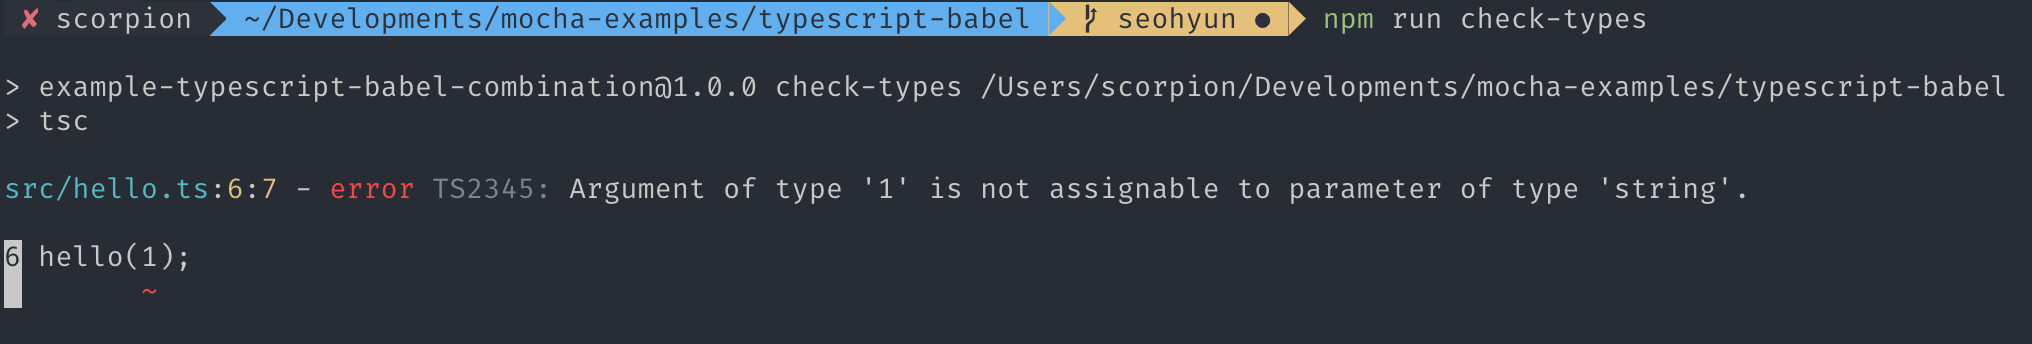 ✘ scorpion ~/Developments/mocha-examples/typescript-babel seohyun ● npm run check-types
> example-typescript-babel-combination@1.0.0 check-types /Users/scorpion/Developments/mocha-examples/typescript-babel
> tsc
src/hello.ts:6:7 - error TS2345: Argument of type '1' is not assignable to parameter of type 'string'.
6 hello(1);
~